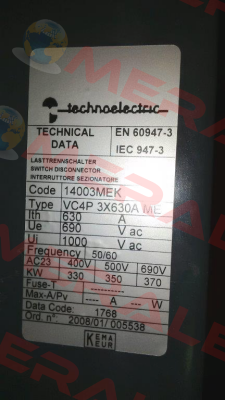 technoelectric
TECHNICAL DATA EN 60947-3 IEC 947-3
LASTTRENNSCHALTER
SWITCH DISCONNECTOR
INTERRUTTORE SEZIONATORE
Code 14003MEK
Type VC4P 3X630A ME
Ith 630 A
Ue 690 V ac
Ui 1000 V ac
Frequency 50/60
AC23 400V 500V 690V
KW 330 350 370
Fuse-T ----------
Max-A/Pv ---- A ---- W
Data Code: 1768
Ord. n° 2008/01/005538
KEMA
KEUR